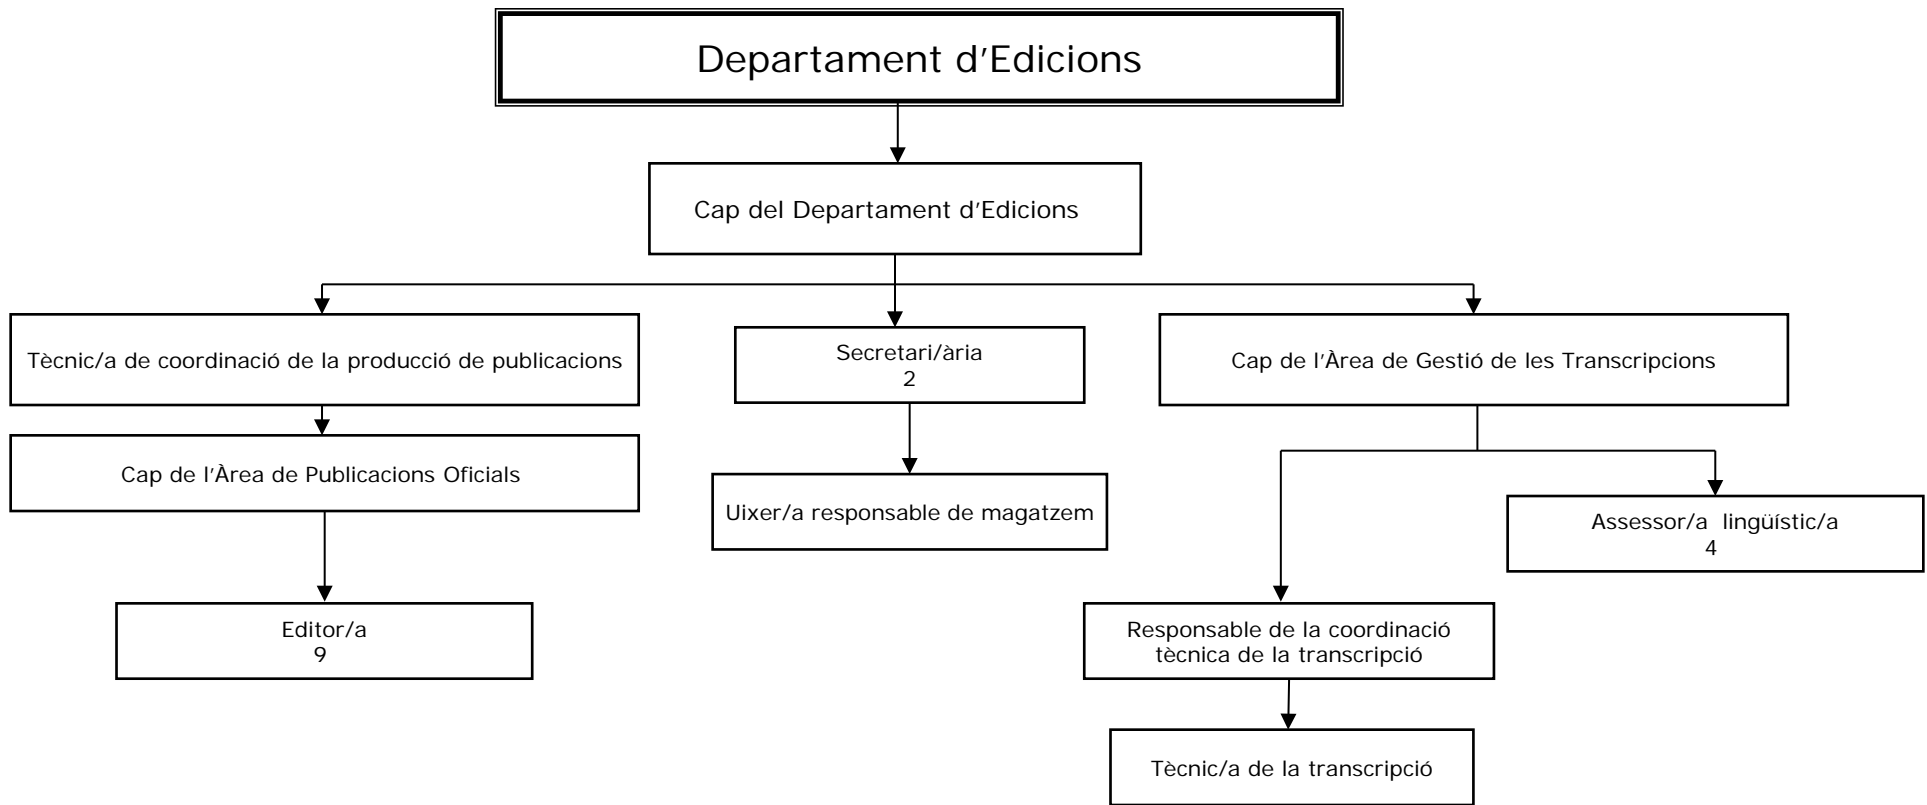 Departament d'Edicions
Cap del Departament d'Edicions
Tècnic/a de coordinació de la producció de publicacions
Secretari/ària
2
Cap de l'Àrea de Gestió de les Transcripcions
Cap de l'Àrea de Publicacions Oficials
Uixer/a responsable de magatzem
Assessor/a lingüístic/a
4
Editor/a
9
Responsable de la coordinació
tècnica de la transcripció
Tècnic/a de la transcripció